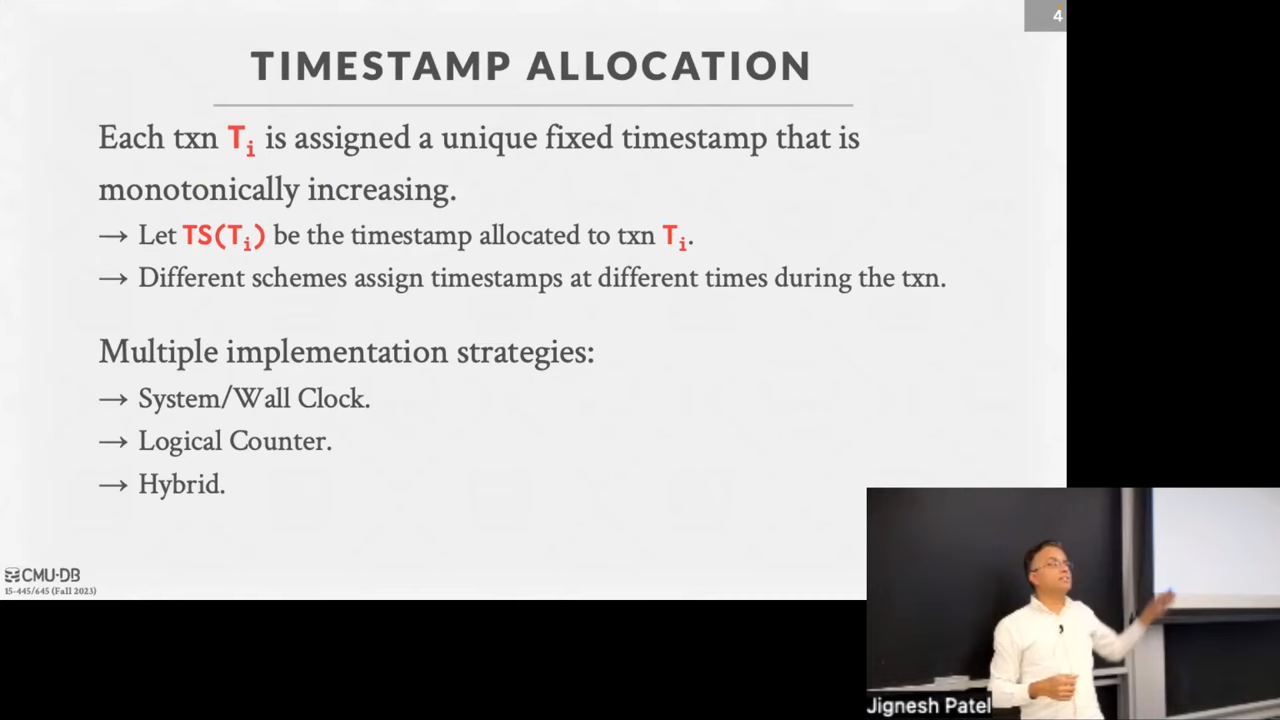 4
TIMESTAMP ALLOCATION
Each txn Tᵢ is assigned a unique fixed timestamp that is
monotonically increasing.
→ Let TS(Tᵢ) be the timestamp allocated to txn Tᵢ.
→ Different schemes assign timestamps at different times during the txn.
Multiple implementation strategies:
→ System/Wall Clock.
→ Logical Counter.
→ Hybrid.
CMU·DB
15-445/645 (Fall 2023)
Jignesh Patel